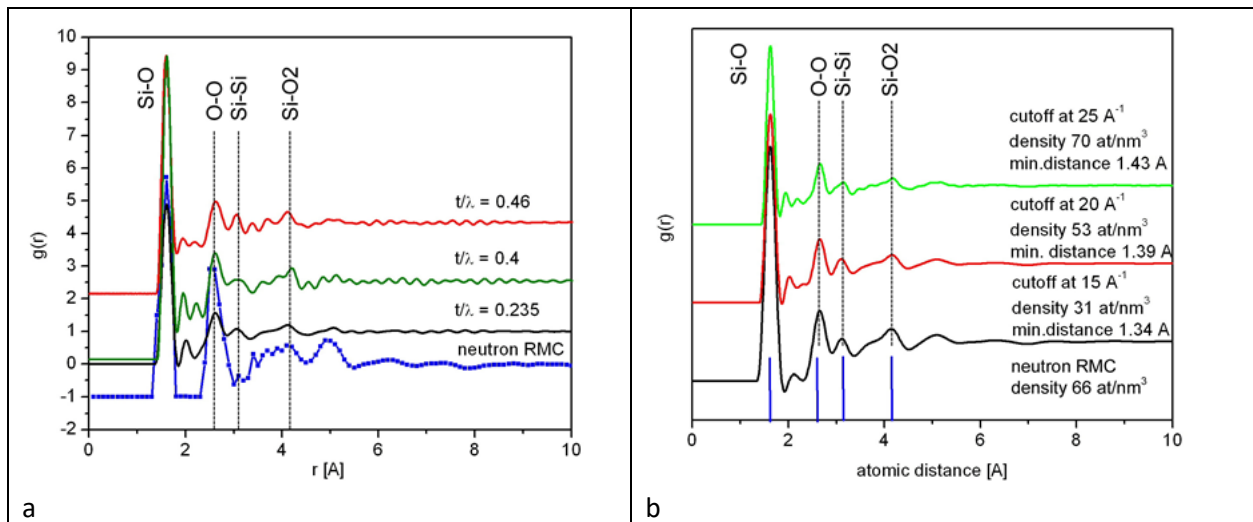 10
9
8
7
6
5
4
3
2
1
0
-1
-2
g(r)
Si-O
O-O
Si-Si
Si-O2
t/λ = 0.46
t/λ = 0.4
t/λ = 0.235
neutron RMC
0 2 4 6 8 10
r [A]
a
g(r)
Si-O
O-O
Si-Si
Si-O2
cutoff at 25 A⁻¹
density 70 at/nm³
min.distance 1.43 A
cutoff at 20 A⁻¹
density 53 at/nm³
min. distance 1.39 A
cutoff at 15 A⁻¹
density 31 at/nm³
min.distance 1.34 A
neutron RMC
density 66 at/nm³
0 2 4 6 8 10
atomic distance [A]
b